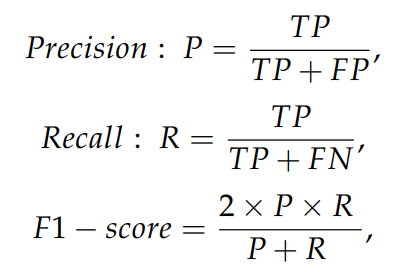 Precision : P = TP / TP + FP,
Recall : R = TP / TP + FN,
F1 − score = 2 × P × R / P + R,